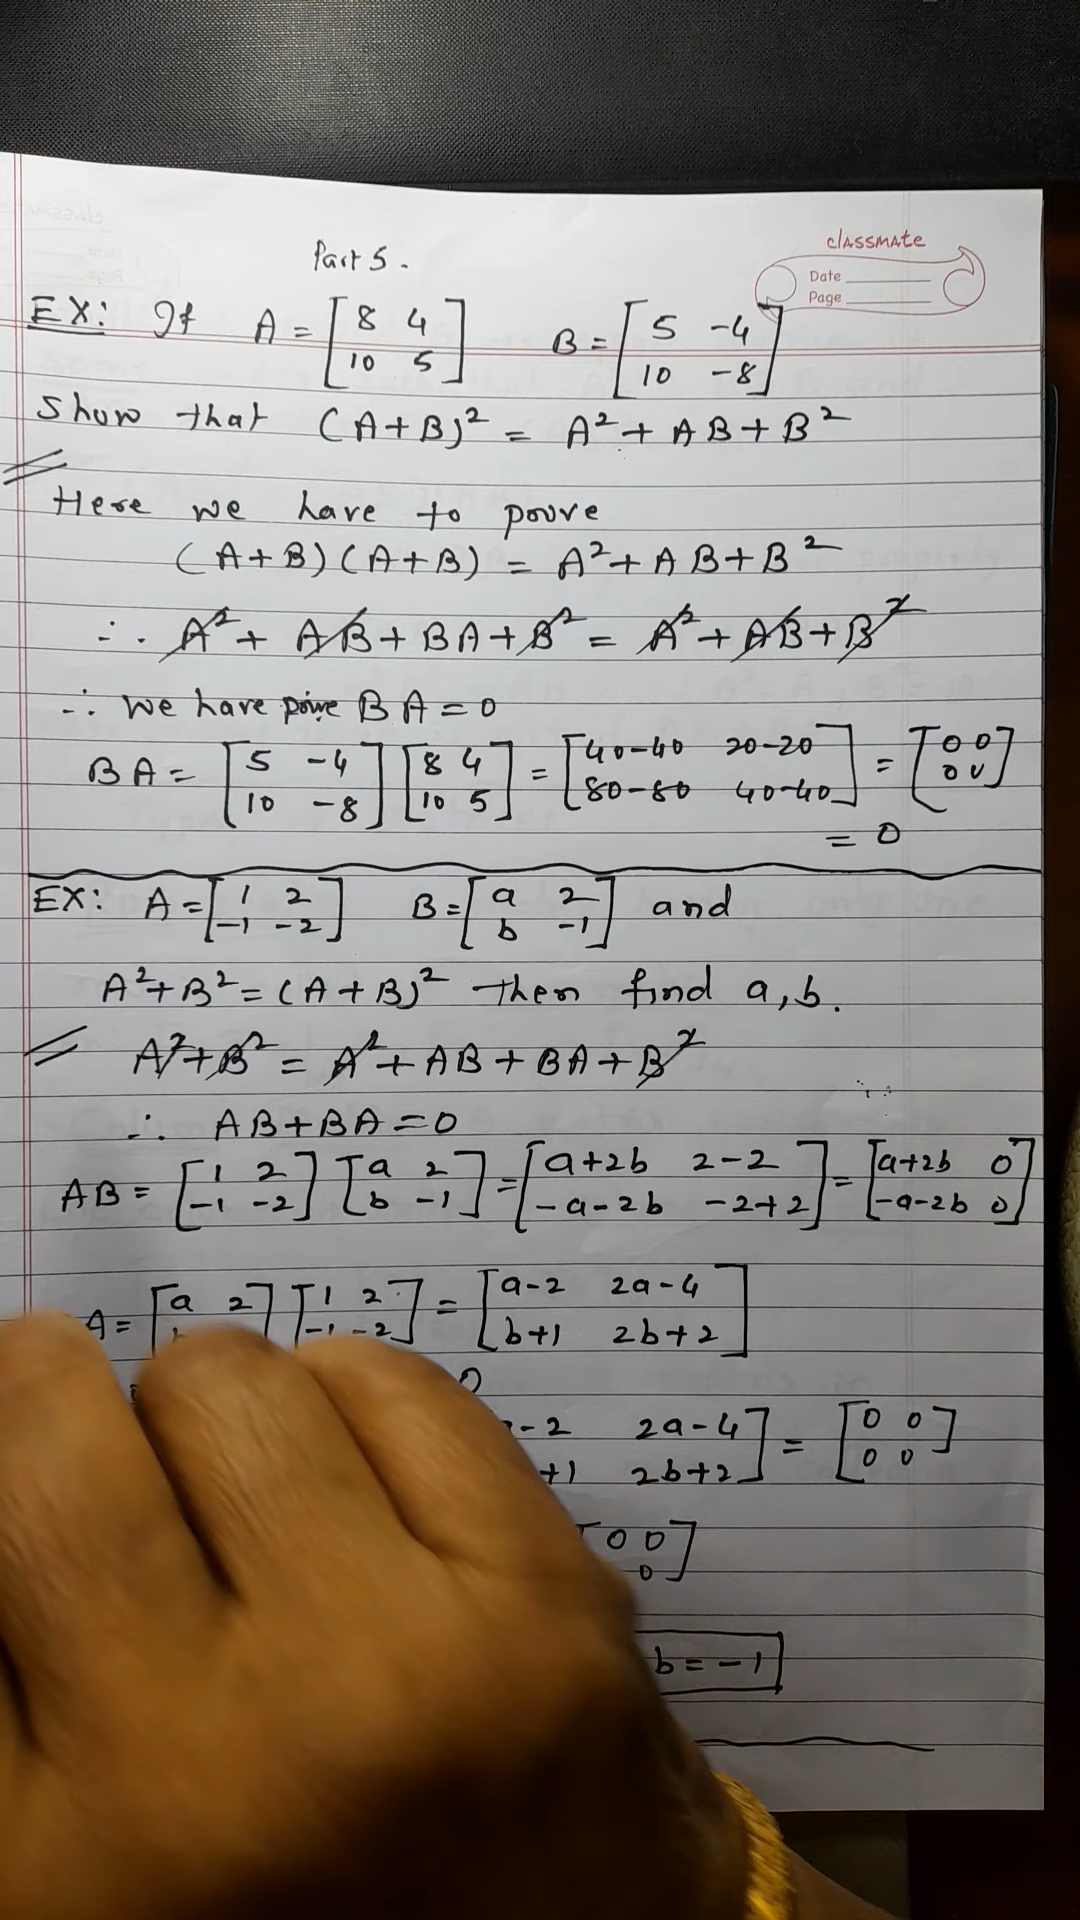 Part 5.
classmate
Date
Page
EX: If A = [8 4; 10 5] B = [5 -4; 10 -8]
Show that (A+B)² = A² + AB + B²
Here we have to poove
(A+B)(A+B) = A² + AB + B²
∴ A² + AB + BA + B² = A² + AB + B²
∴ We have BA = 0
BA = [5 -4; 10 -8] [8 4; 10 5] = [40-40 20-20; 80-80 40-40] = [0 0; 0 0]
= 0
EX: A = [1 2; -1 -2] B = [a 2; b -1] and
A² + B² = (A+B)² then find a, b.
A² + B² = A² + AB + BA + B²
∴ AB + BA = 0
AB = [1 2; -1 -2] [a 2; b -1] = [a+2b 2-2; -a-2b -2+2] = [a+2b 0; -a-2b 0]
A = [a 2] [1 2; -1 -2] = [a-2 2a-4; b+1 2b+2]
0
-2 2a-4; +1 2b+2] = [0 0; 0 0]
0 0; 0]
b = -1